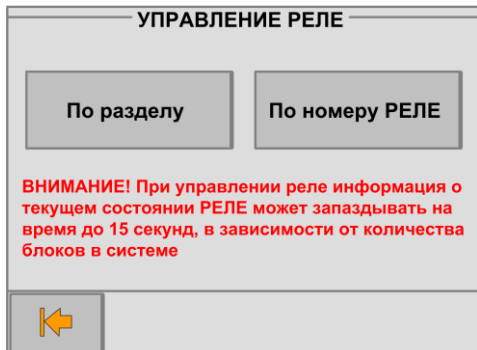 УПРАВЛЕНИЕ РЕЛЕ
По разделу
По номеру РЕЛЕ
ВНИМАНИЕ! При управлении реле информация о
текущем состоянии РЕЛЕ может запаздывать на
время до 15 секунд, в зависимости от количества
блоков в системе